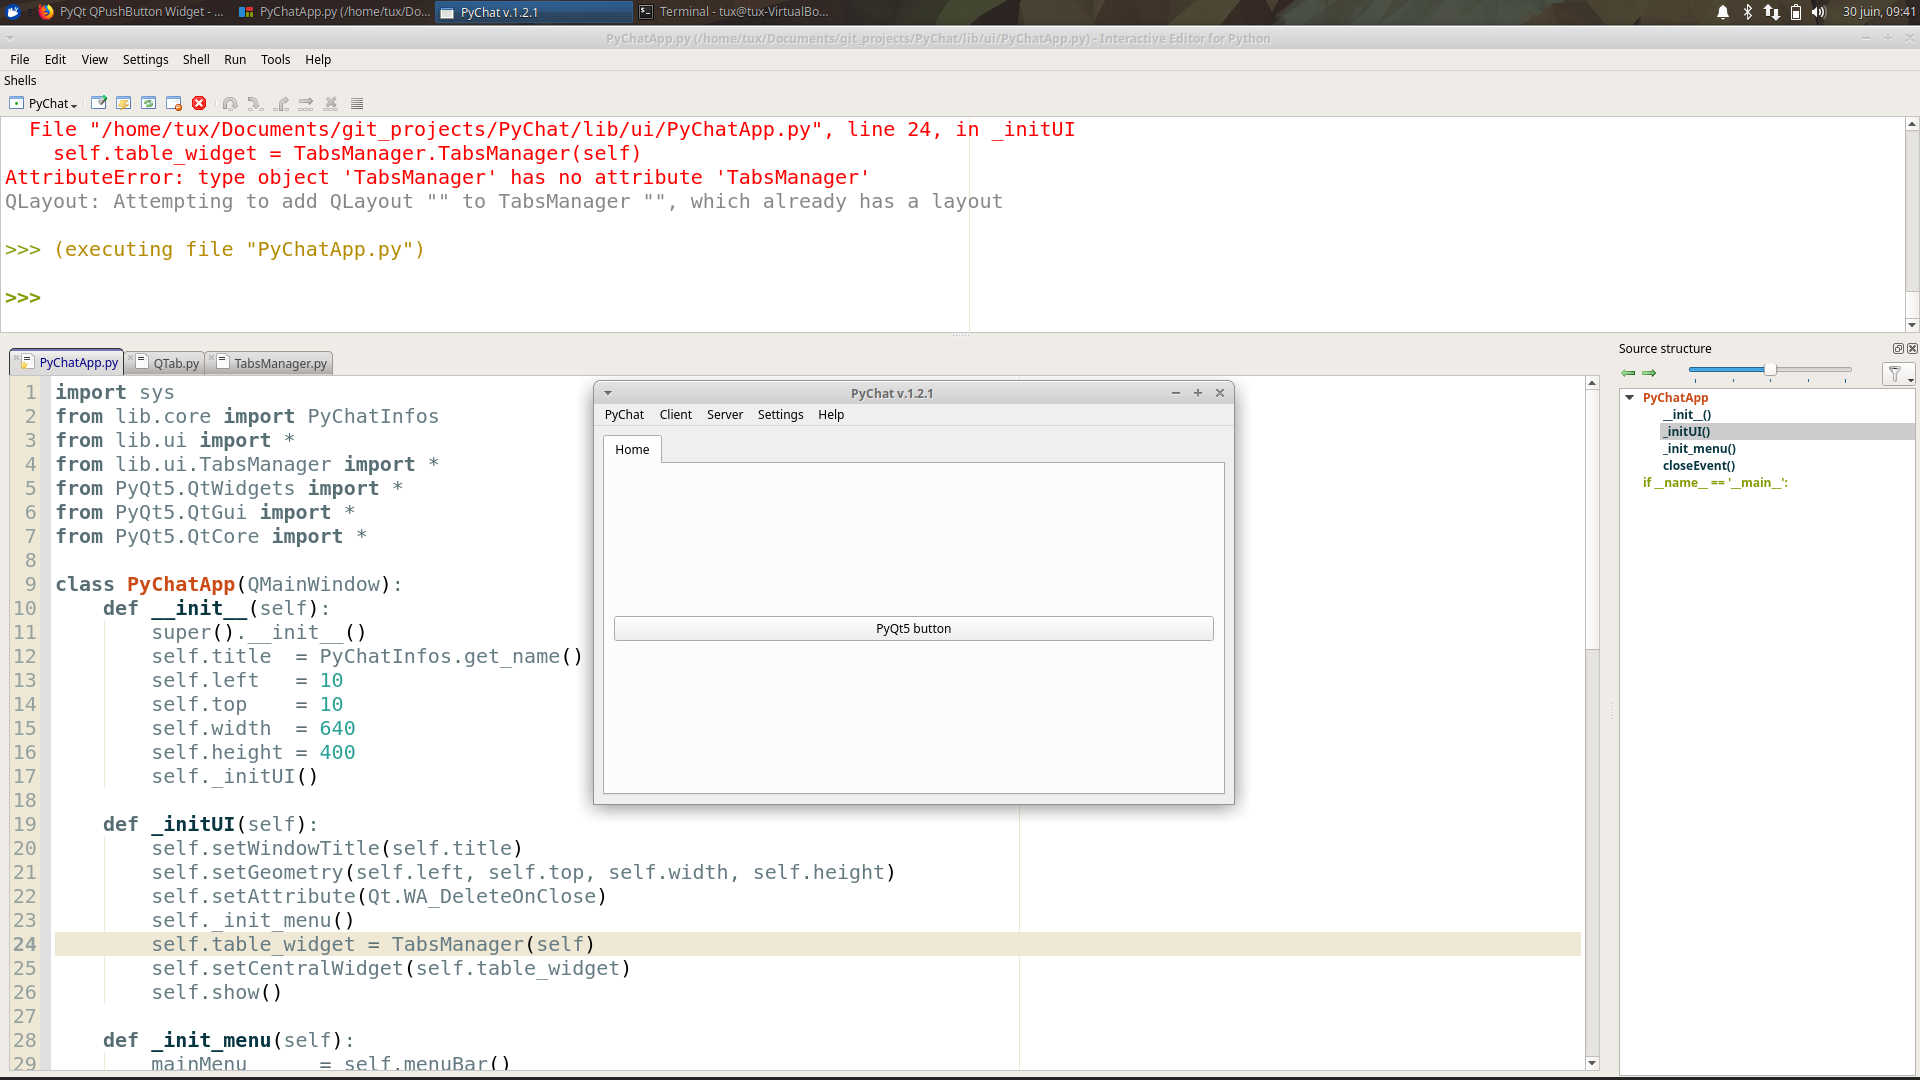 PyQt QPushButton Widget - ...
PyChatApp.py (/home/tux/Do...
PyChat v.1.2.1
Terminal - tux@tux-VirtualBo...
30 juin, 09:41
PyChatApp.py (/home/tux/Documents/git_projects/PyChat/lib/ui/PyChatApp.py) - Interactive Editor for Python
File Edit View Settings Shell Run Tools Help
Shells
PyChat
File "/home/tux/Documents/git_projects/PyChat/lib/ui/PyChatApp.py", line 24, in _initUI
self.table_widget = TabsManager.TabsManager(self)
AttributeError: type object 'TabsManager' has no attribute 'TabsManager'
QLayout: Attempting to add QLayout "" to TabsManager "", which already has a layout
>>> (executing file "PyChatApp.py")
>>>
PyChatApp.py
QTab.py
TabsManager.py
1 import sys
2 from lib.core import PyChatInfos
3 from lib.ui import *
4 from lib.ui.TabsManager import *
5 from PyQt5.QtWidgets import *
6 from PyQt5.QtGui import *
7 from PyQt5.QtCore import *
8
9 class PyChatApp(QMainWindow):
10 def __init__(self):
11 super().__init__()
12 self.title = PyChatInfos.get_name()
13 self.left = 10
14 self.top = 10
15 self.width = 640
16 self.height = 400
17 self._initUI()
18
19 def _initUI(self):
20 self.setWindowTitle(self.title)
21 self.setGeometry(self.left, self.top, self.width, self.height)
22 self.setAttribute(Qt.WA_DeleteOnClose)
23 self._init_menu()
24 self.table_widget = TabsManager(self)
25 self.setCentralWidget(self.table_widget)
26 self.show()
27
28 def _init_menu(self):
29 mainMenu = self.menuBar()
PyChat v.1.2.1
PyChat Client Server Settings Help
Home
PyQt5 button
Source structure
PyChatApp
__init__()
_initUI()
_init_menu()
closeEvent()
if __name__ == '__main__':